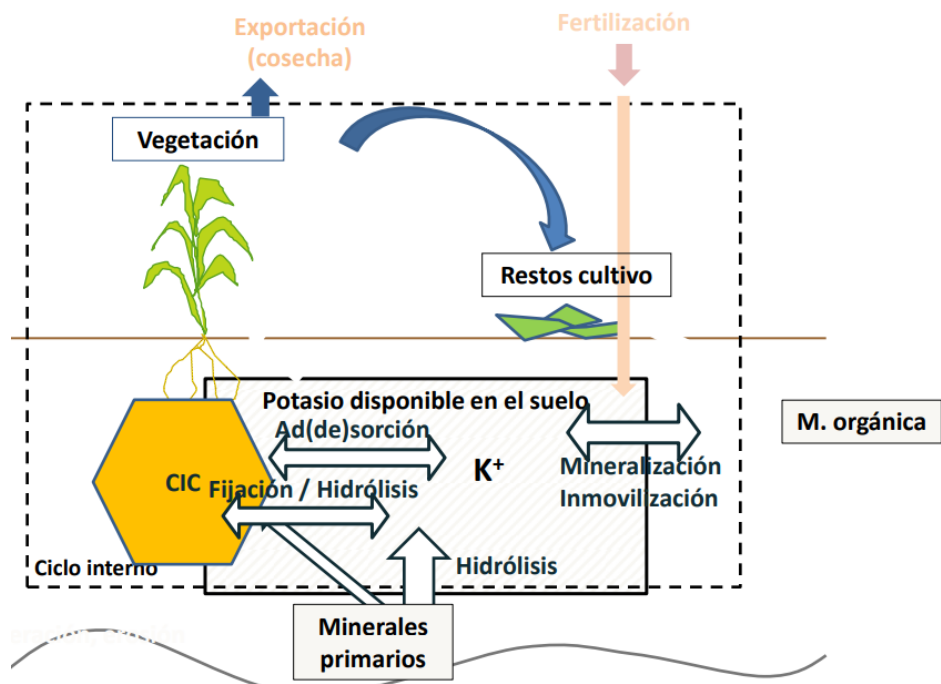 Exportación
(cosecha)
Fertilización
Vegetación
Restos cultivo
Potasio disponible en el suelo
Ad(de)sorción
M. orgánica
CIC
K+
Fijación / Hidrólisis
Mineralización
Inmovilización
Ciclo interno
Hidrólisis
Minerales
primarios